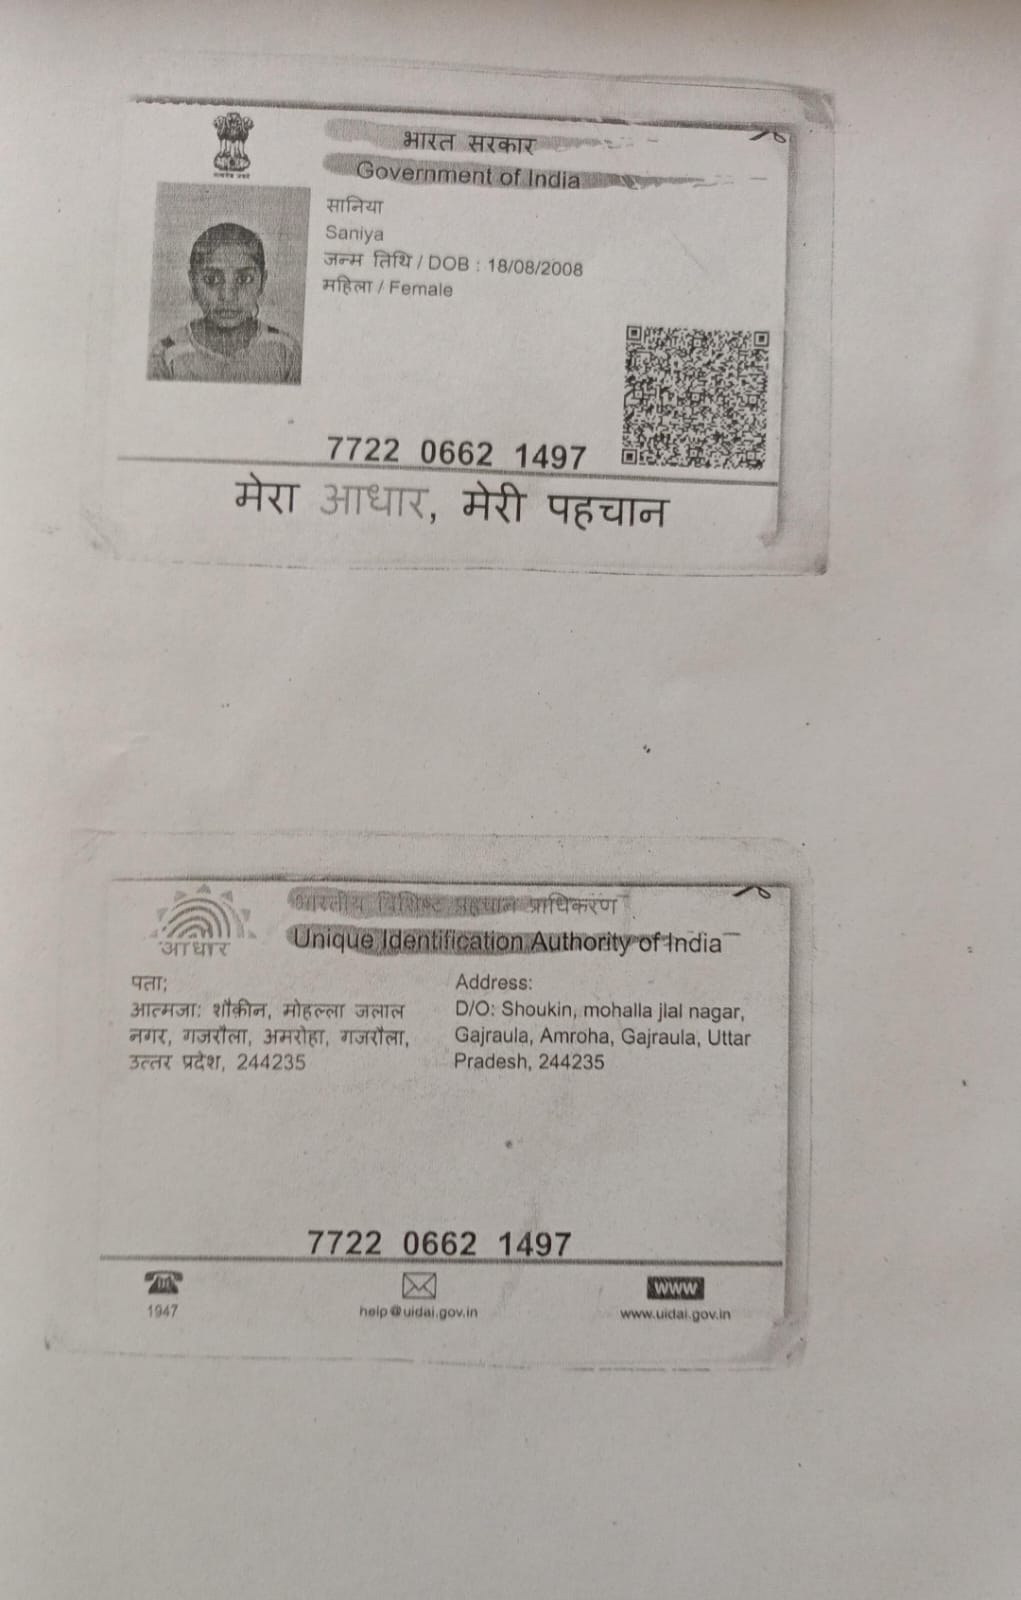 भारत सरकार
Government of India
सानिया
Saniya
जन्म तिथि / DOB : 18/08/2008
महिला / Female
7722 0662 1497
मेरा आधार, मेरी पहचान
भारतीय विशिष्ट पहचान प्राधिकरण
Unique Identification Authority of India
आधार
पता:
आत्मजा: शौकीन, मोहल्ला जलाल
नगर, गजरौला, अमरोहा, गजरौला,
उत्तर प्रदेश, 244235
Address:
D/O: Shoukin, mohalla jlal nagar,
Gajraula, Amroha, Gajraula, Uttar
Pradesh, 244235
7722 0662 1497
1947
help@uidai.gov.in
www
www.uidai.gov.in